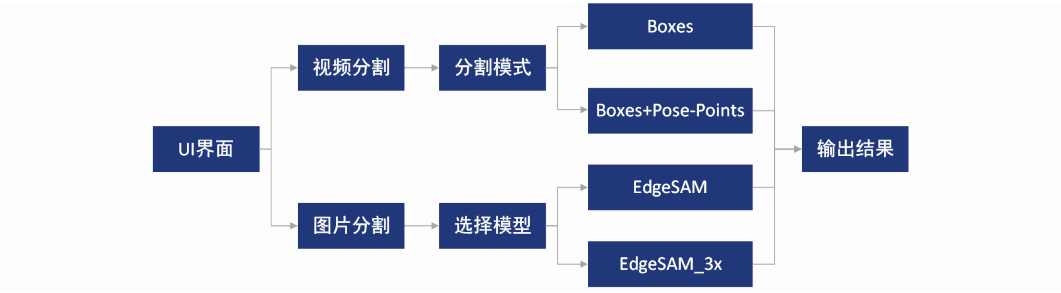 Boxes
视频分割
分割模式
Boxes+Pose-Points
UI界面
输出结果
EdgeSAM
图片分割
选择模型
EdgeSAM_3x